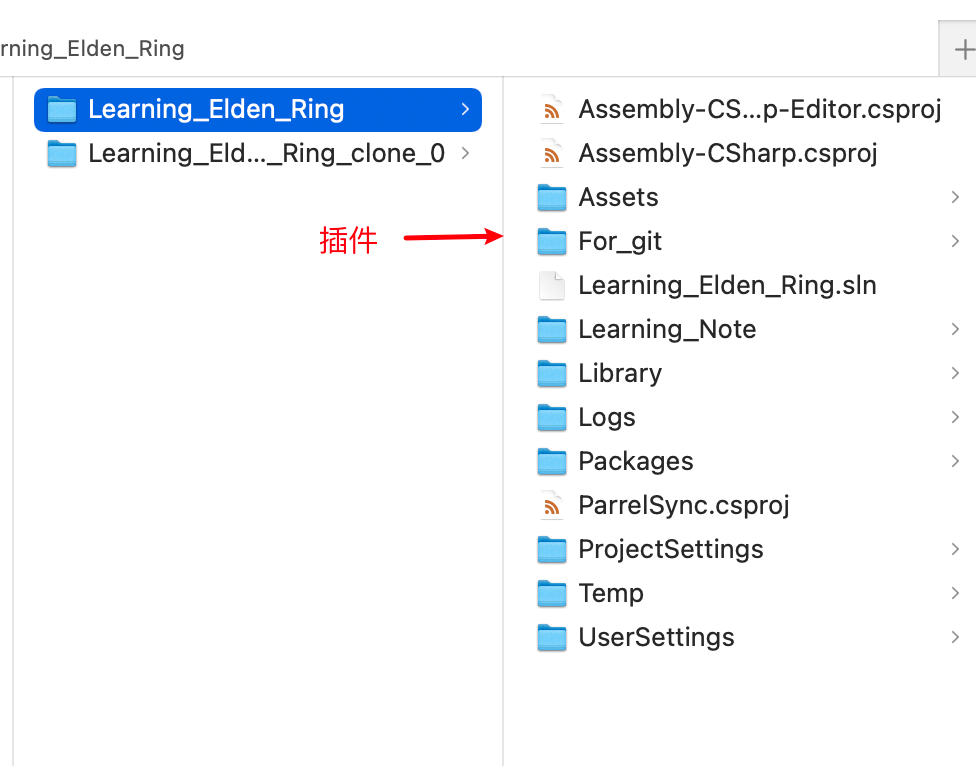 rning_Elden_Ring
Learning_Elden_Ring
Learning_Eld..._Ring_clone_0
插件
Assembly-CS...p-Editor.csproj
Assembly-CSharp.csproj
Assets
For_git
Learning_Elden_Ring.sln
Learning_Note
Library
Logs
Packages
ParrelSync.csproj
ProjectSettings
Temp
UserSettings